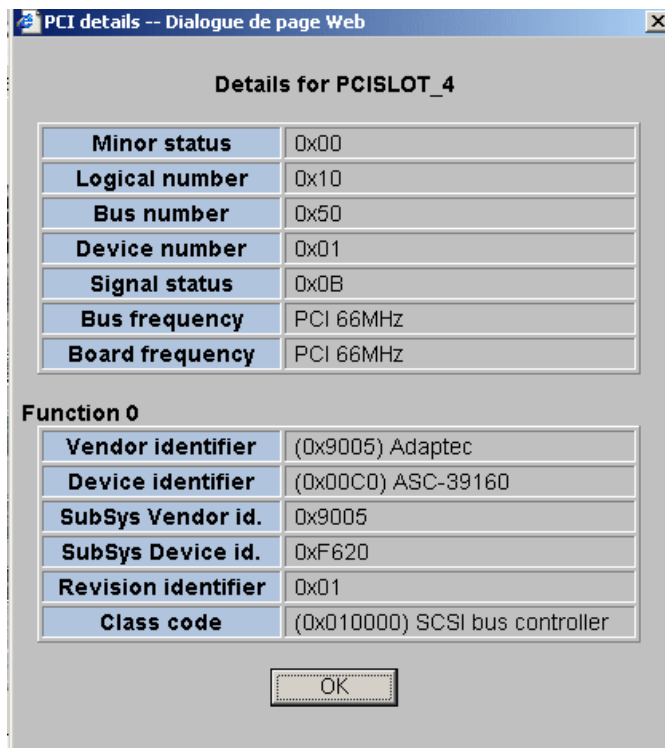 PCI details -- Dialogue de page Web
Details for PCISLOT_4
Minor status 0x00
Logical number 0x10
Bus number 0x50
Device number 0x01
Signal status 0x0B
Bus frequency PCI 66MHz
Board frequency PCI 66MHz
Function 0
Vendor identifier (0x9005) Adaptec
Device identifier (0x00C0) ASC-39160
SubSys Vendor id. 0x9005
SubSys Device id. 0xF620
Revision identifier 0x01
Class code (0x010000) SCSI bus controller
OK